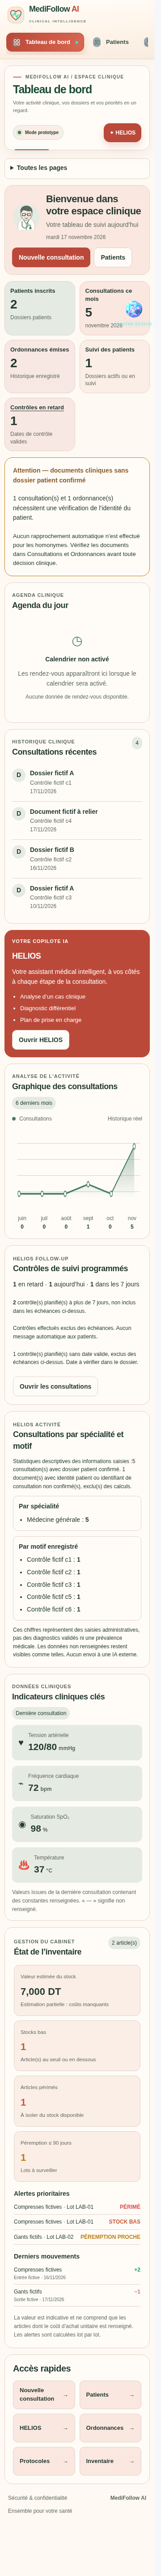 MediFollow AI
CLINICAL INTELLIGENCE
Tableau de bord
Patients
MEDIFOLLOW AI / ESPACE CLINIQUE
Tableau de bord
Votre activité clinique, vos dossiers et vos priorités en un
regard.
Mode prototype
+ HELIOS
Toutes les pages
Bienvenue dans
votre espace clinique
Votre tableau de suivi aujourd'hui
mardi 17 novembre 2026
Nouvelle consultation
Patients
Patients inscrits
2
Dossiers patients
Consultations ce
mois
5
novembre 2026
Ordonnances émises
2
Historique enregistré
Suivi des patients
1
Dossiers actifs ou en
suivi
Contrôles en retard
1
Dates de contrôle
validés
Attention — documents cliniques sans
dossier patient confirmé
1 consultation(s) et 1 ordonnance(s)
nécessitent une vérification de l'identité du
patient.
Aucun rapprochement automatique n'est effectué
pour les homonymes. Vérifiez les documents
dans Consultations et Ordonnances avant toute
décision clinique.
AGENDA CLINIQUE
Agenda du jour
Calendrier non activé
Les rendez-vous apparaîtront ici lorsque le
calendrier sera activé.
Aucune donnée de rendez-vous disponible.
HISTORIQUE CLINIQUE
4
Consultations récentes
D
Dossier fictif A
Contrôle fictif c1
17/11/2026
D
Document fictif à relier
Contrôle fictif c4
17/11/2026
D
Dossier fictif B
Contrôle fictif c2
16/11/2026
D
Dossier fictif A
Contrôle fictif c3
10/11/2026
VOTRE COPILOTE IA
HELIOS
Votre assistant médical intelligent, à vos côtés
à chaque étape de la consultation.
• Analyse d'un cas clinique
• Diagnostic différentiel
• Plan de prise en charge
Ouvrir HELIOS
ANALYSE DE L'ACTIVITÉ
Graphique des consultations
6 derniers mois
Consultations
Historique réel
juin juil août sept oct nov
0 0 0 1 0 5
HELIOS FOLLOW-UP
Contrôles de suivi programmés
1 en retard · 1 aujourd'hui · 1 dans les 7 jours
2 contrôle(s) planifié(s) à plus de 7 jours, non inclus
dans les échéances ci-dessus.
Contrôles effectués exclus des échéances. Aucun
message automatique aux patients.
1 contrôle(s) planifié(s) sans date valide, exclus des
échéances ci-dessus. Date à vérifier dans le dossier.
Ouvrir les consultations
HELIOS ACTIVITÉ
Consultations par spécialité et
motif
Statistiques descriptives des informations saisies :5
consultation(s) avec dossier patient confirmé. 1
document(s) avec identité patient ou identifiant de
consultation non confirmé(s), exclu(s) des calculs.
Par spécialité
• Médecine générale : 5
Par motif enregistré
• Contrôle fictif c1 : 1
• Contrôle fictif c2 : 1
• Contrôle fictif c3 : 1
• Contrôle fictif c5 : 1
• Contrôle fictif c6 : 1
Ces chiffres représentent des saisies administratives,
pas des diagnostics validés ni une prévalence
médicale. Les données non renseignées restent
visibles comme telles. Aucun envoi à une IA externe.
DONNÉES CLINIQUES
Indicateurs cliniques clés
Dernière consultation
Tension artérielle
120/80 mmHg
Fréquence cardiaque
72 bpm
Saturation SpO₂
98 %
Température
37 °C
Valeurs issues de la dernière consultation contenant
des constantes renseignées. « — » signifie non
renseigné.
GESTION DU CABINET
2 article(s)
État de l'inventaire
Valeur estimée du stock
7,000 DT
Estimation partielle : coûts manquants
Stocks bas
1
Article(s) au seuil ou en dessous
Articles périmés
1
À isoler du stock disponible
Péremption ≤ 90 jours
1
Lots à surveiller
Alertes prioritaires
Compresses fictives · Lot LAB-01 PÉRIMÉ
Compresses fictives · Lot LAB-01 STOCK BAS
Gants fictifs · Lot LAB-02 PÉREMPTION PROCHE
Derniers mouvements
Compresses fictives +2
Entrée fictive · 16/11/2026
Gants fictifs −1
Sortie fictive · 17/11/2026
La valeur est indicative et ne comprend que les
articles dont le coût d'achat unitaire est renseigné.
Les alertes sont calculées lot par lot.
Accès rapides
Nouvelle
consultation →
Patients →
HELIOS →
Ordonnances →
Protocoles →
Inventaire →
Sécurité & confidentialité
MediFollow AI
Ensemble pour votre santé